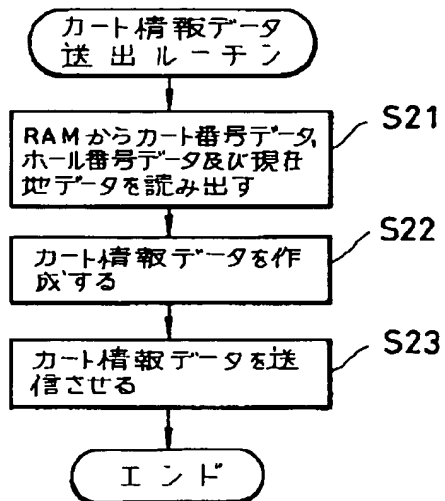 カート情報データ
送出ルーチン
S21
RAMからカート番号データ,
ホール番号データ及び現在
地データを読み出す
S22
カート情報データを作
成する
S23
カート情報データを送
信させる
エンド